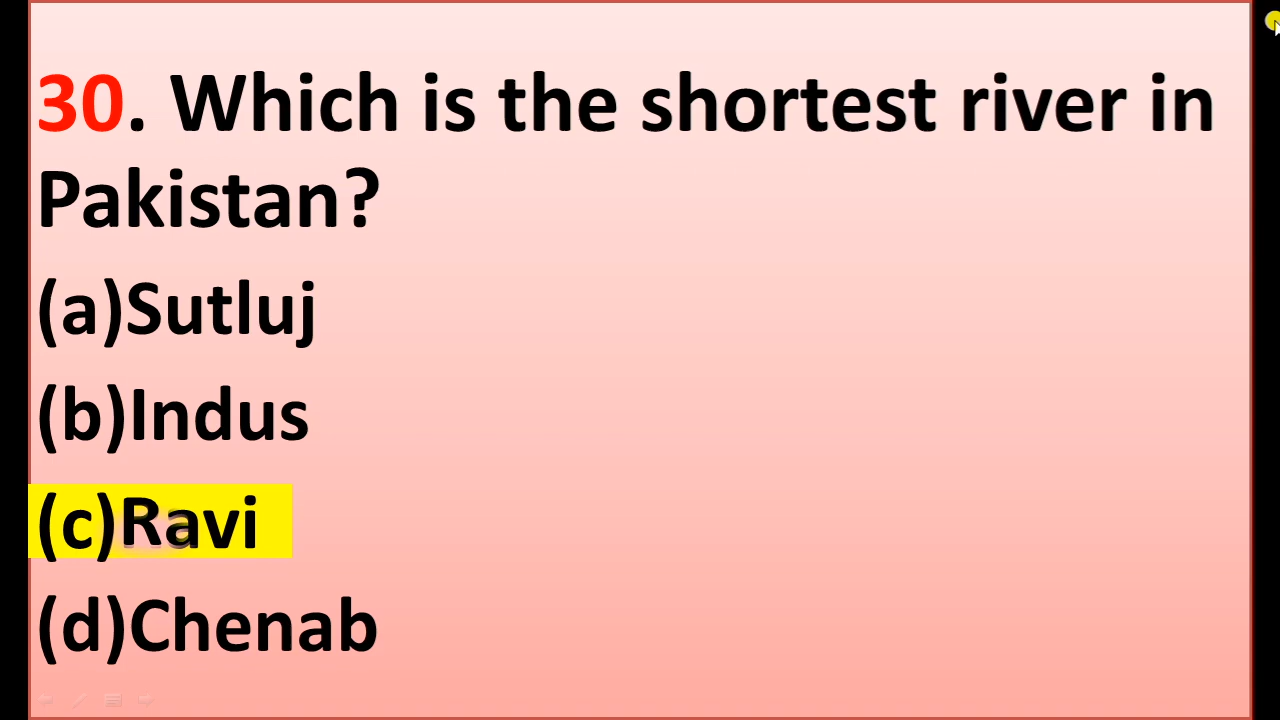 30. Which is the shortest river in
Pakistan?
(a)Sutluj
(b)Indus
(c)Ravi
(d)Chenab